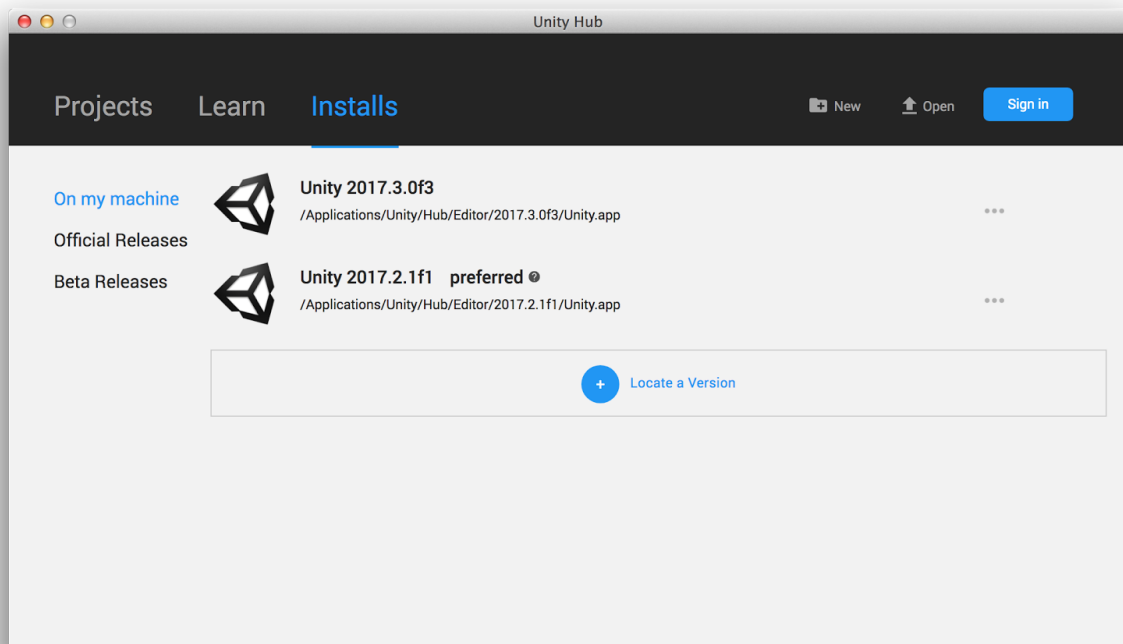 Unity Hub
Projects Learn Installs New Open Sign in
On my machine
Official Releases
Beta Releases
Unity 2017.3.0f3
/Applications/Unity/Hub/Editor/2017.3.0f3/Unity.app
Unity 2017.2.1f1 preferred ?
/Applications/Unity/Hub/Editor/2017.2.1f1/Unity.app
+ Locate a Version